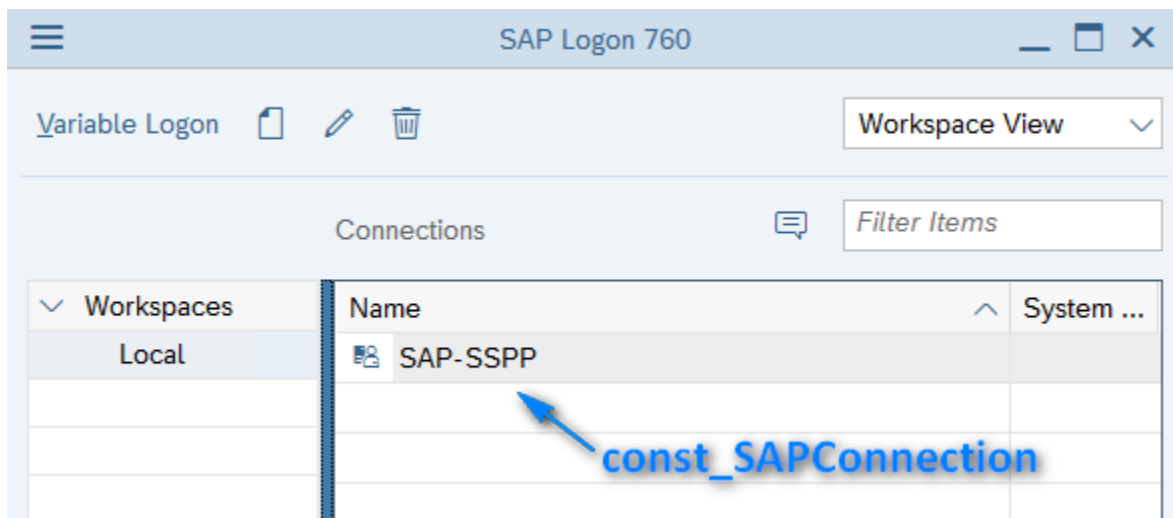 SAP Logon 760
Variable Logon
Workspace View
Connections
Filter Items
Workspaces
Name
System ...
Local
SAP-SSPP
const_SAPConnection